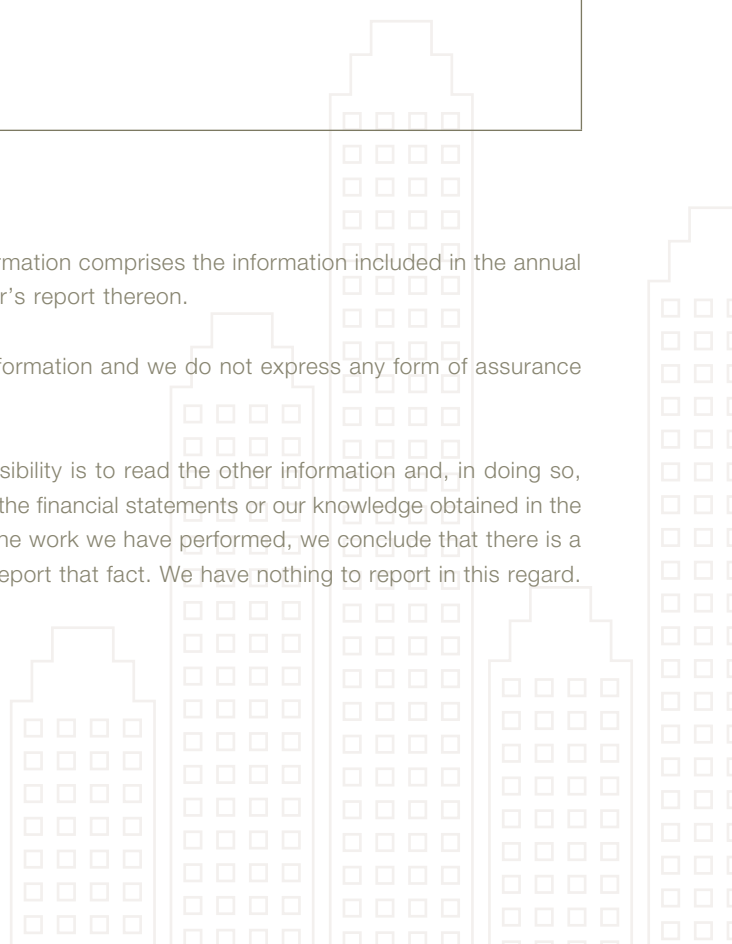 rmation comprises the information included in the annual
r’s report thereon.
formation and we do not express any form of assurance
sibility is to read the other information and, in doing so,
the financial statements or our knowledge obtained in the
he work we have performed, we conclude that there is a
eport that fact. We have nothing to report in this regard.